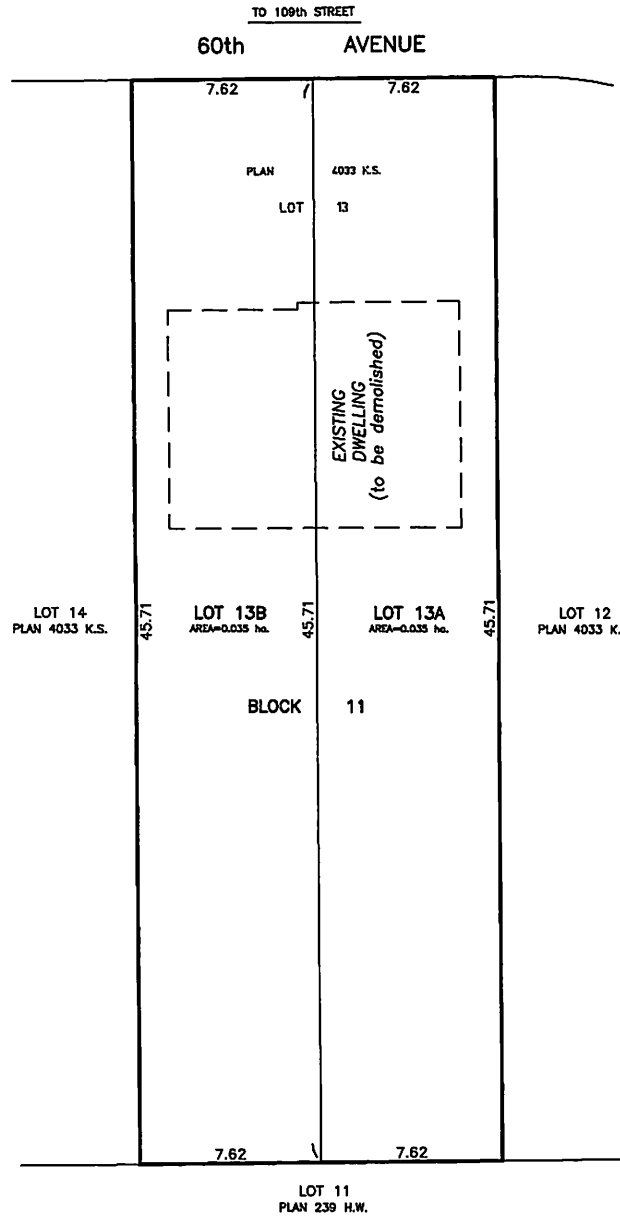 TO 109th STREET
60th AVENUE
7.62 7.62
PLAN 4033 K.S.
LOT 13
EXISTING
DWELLING
(to be demolished)
LOT 14
PLAN 4033 K.S.
45.71
LOT 13B
AREA=0.035 ha.
45.71
LOT 13A
AREA=0.035 ha.
45.71
LOT 12
PLAN 4033 K.
BLOCK 11
7.62 7.62
LOT 11
PLAN 239 H.W.